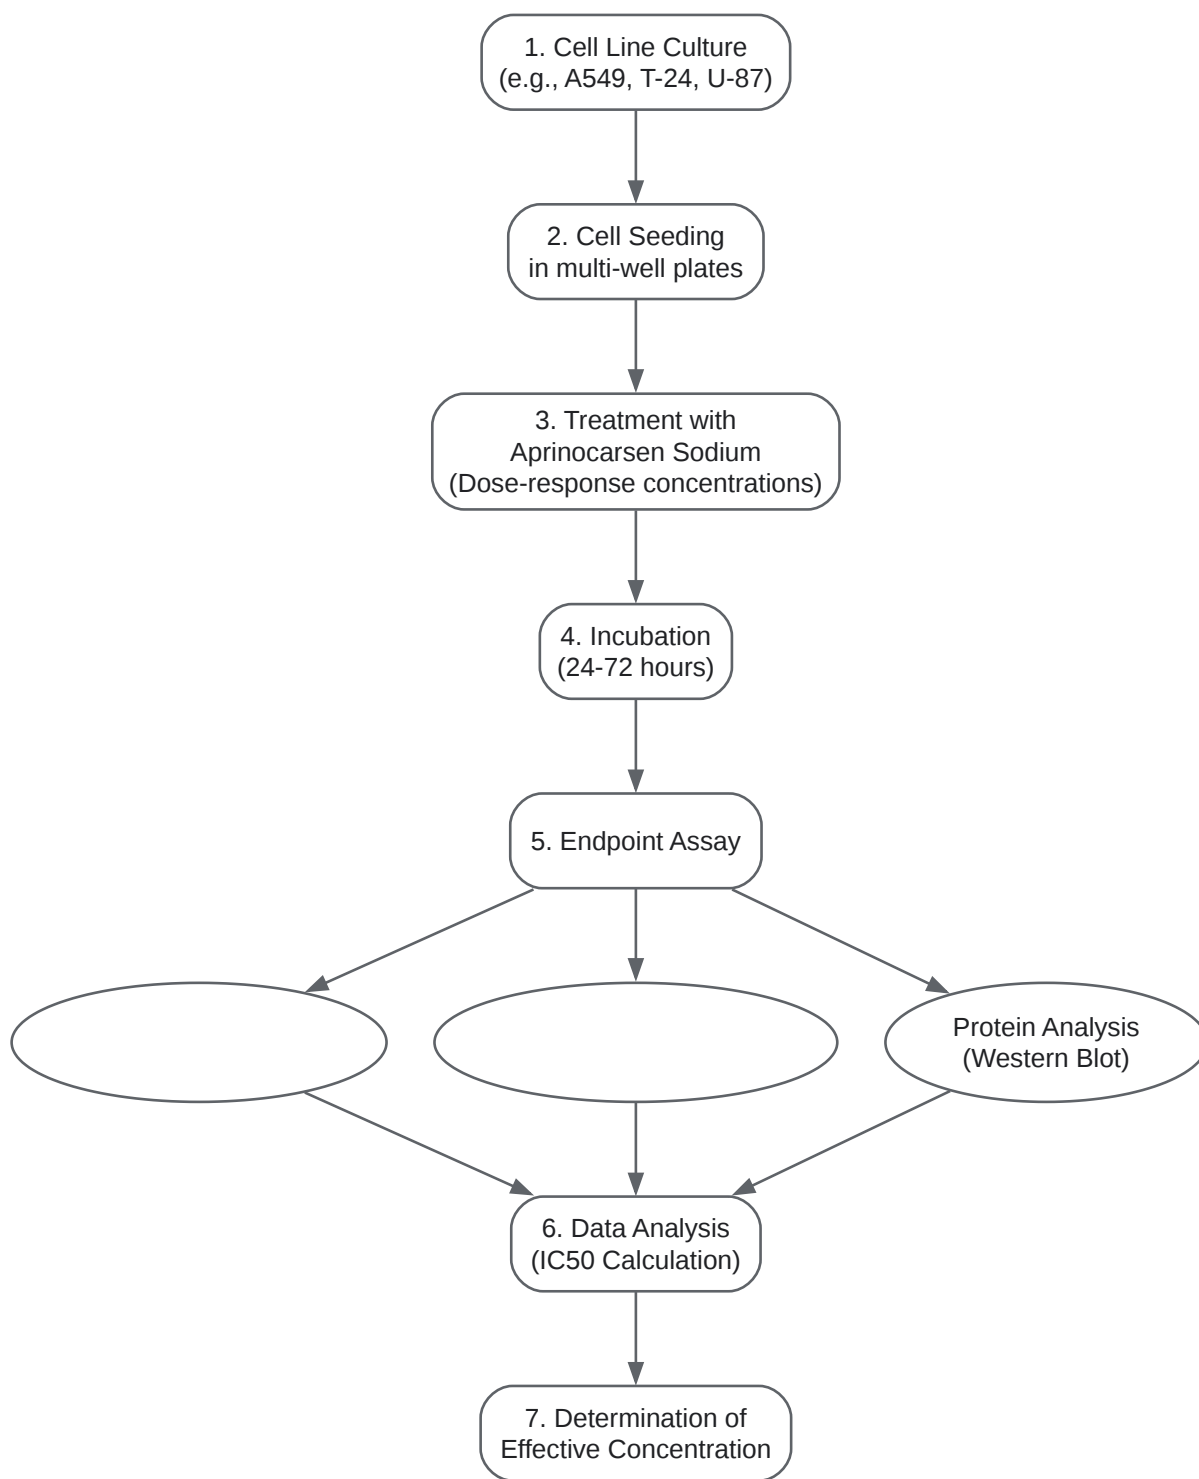 1. Cell Line Culture
(e.g., A549, T-24, U-87)
2. Cell Seeding
in multi-well plates
3. Treatment with
Aprinocarsen Sodium
(Dose-response concentrations)
4. Incubation
(24-72 hours)
5. Endpoint Assay
Protein Analysis
(Western Blot)
6. Data Analysis
(IC50 Calculation)
7. Determination of
Effective Concentration